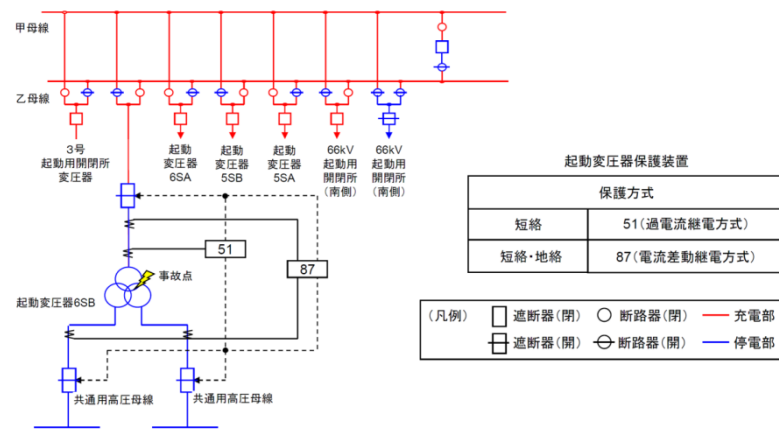 甲母線
乙母線
3号
起動用開閉所
変圧器
起動
変圧器
6SA
起動
変圧器
5SB
起動
変圧器
5SA
66kV
起動用
開閉所
(南側)
66kV
起動用
開閉所
(南側)
51
87
事故点
起動変圧器6SB
共通用高圧母線
共通用高圧母線
起動変圧器保護装置
保護方式
短絡 51(過電流継電方式)
短絡・地絡 87(電流差動継電方式)
(凡例) 遮断器(閉) 断路器(閉) 充電部
遮断器(開) 断路器(開) 停電部